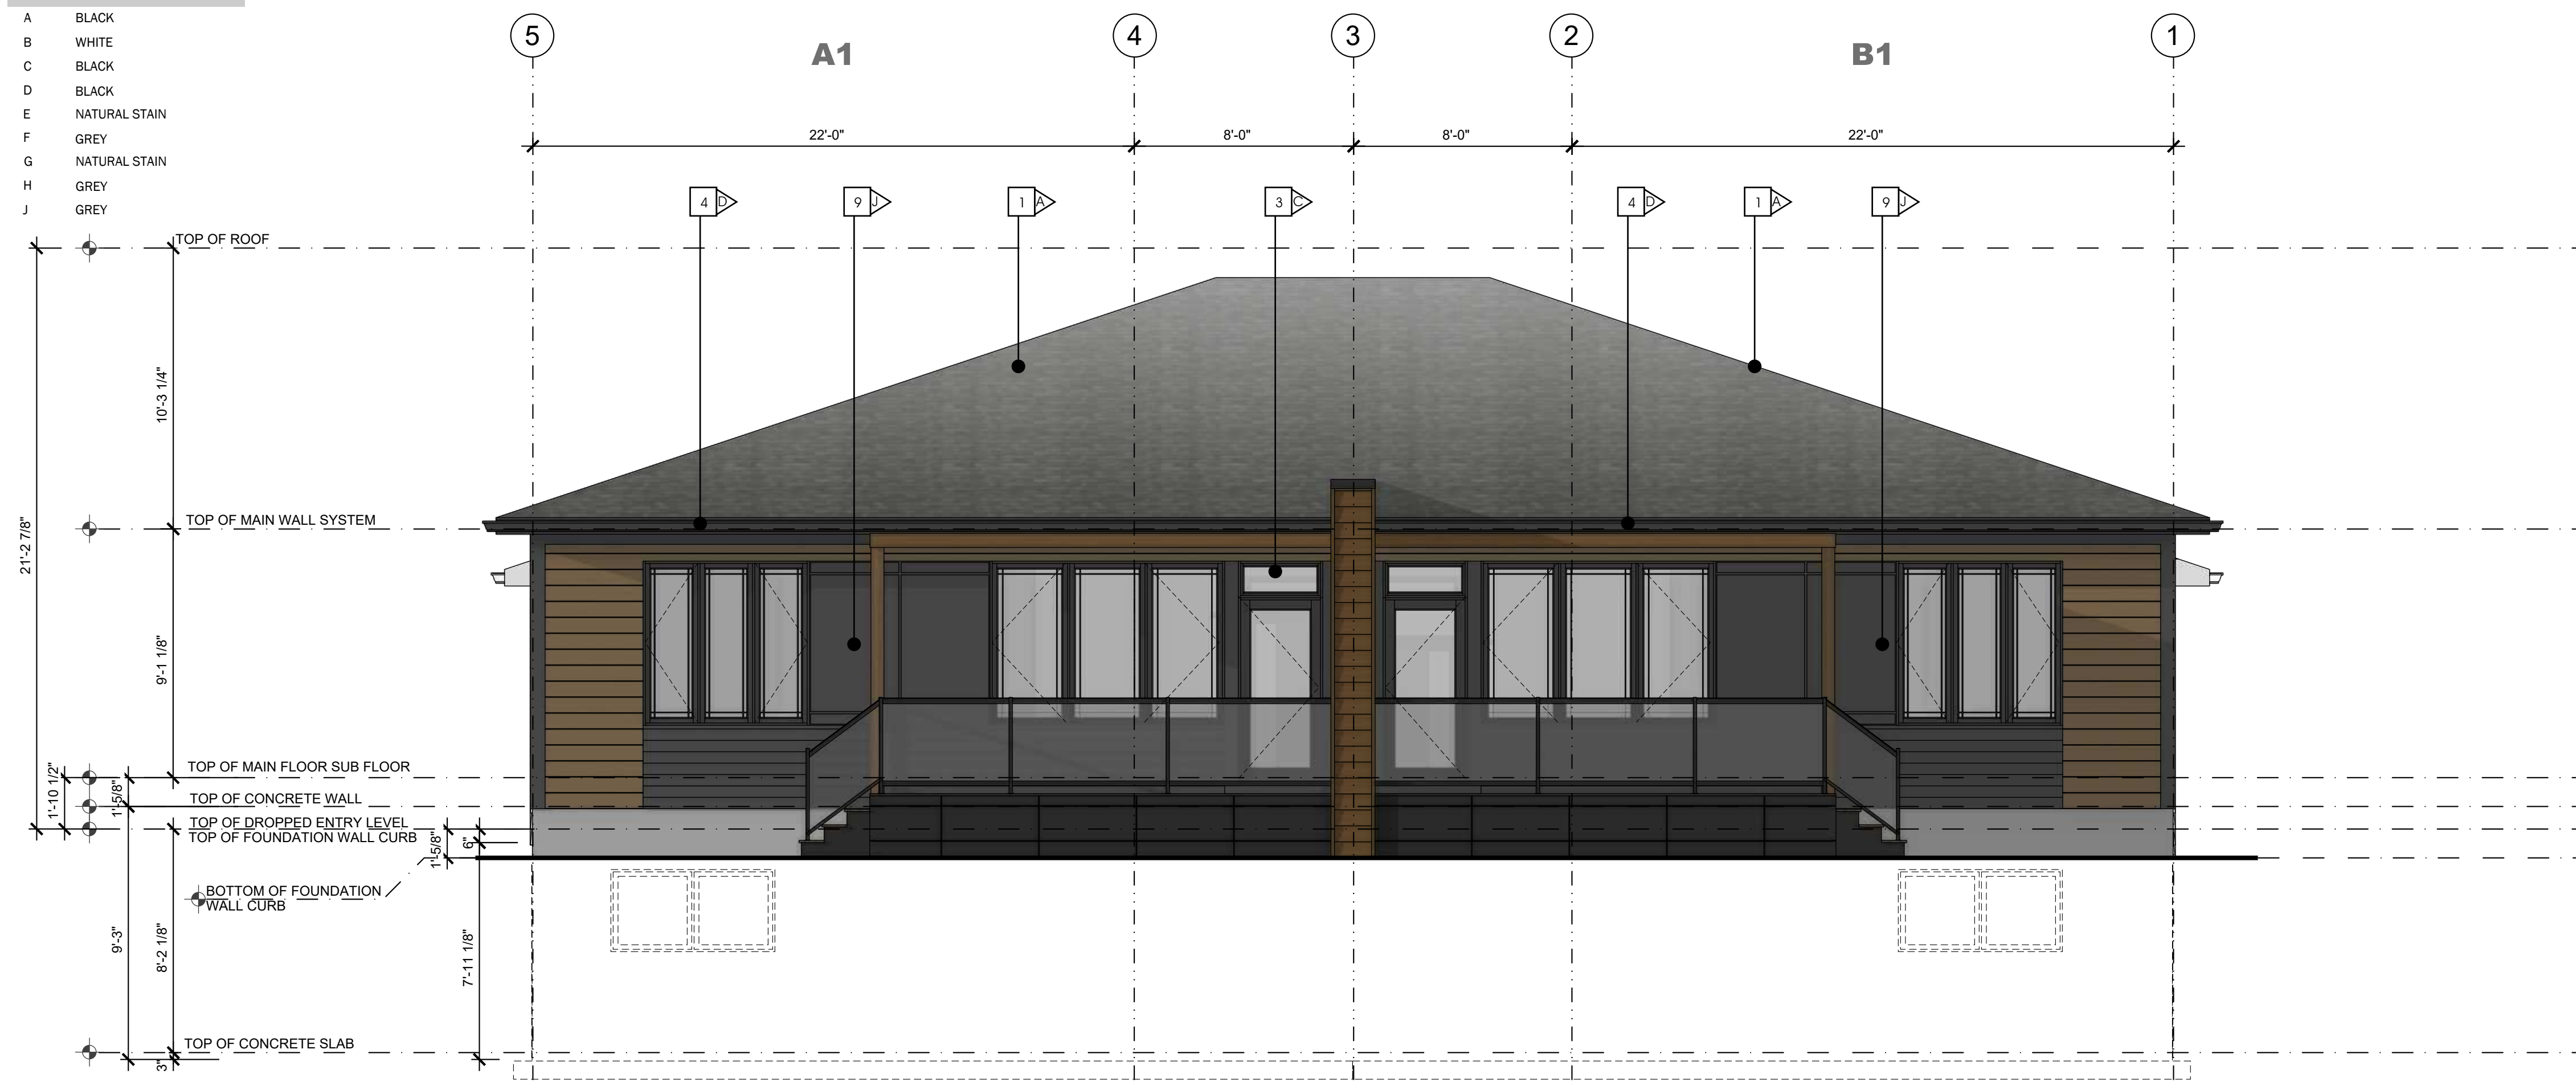 A BLACK
B WHITE
C BLACK
D BLACK
E NATURAL STAIN
F GREY
G NATURAL STAIN
H GREY
J GREY
5 4 3 2 1
A1 B1
22'-0" 8'-0" 8'-0" 22'-0"
4 D 9 J 1 A 3 C 4 D 1 A 9 J
TOP OF ROOF
10'-3 1/4"
TOP OF MAIN WALL SYSTEM
21'-2 7/8"
9'-1 1/8"
TOP OF MAIN FLOOR SUB FLOOR
1'-10 1/2"
1'-5/8"
TOP OF CONCRETE WALL
TOP OF DROPPED ENTRY LEVEL
TOP OF FOUNDATION WALL CURB
1'-5/8"
6"
BOTTOM OF FOUNDATION
WALL CURB
9'-3"
8'-2 1/8"
7'-11 1/8"
TOP OF CONCRETE SLAB
3"